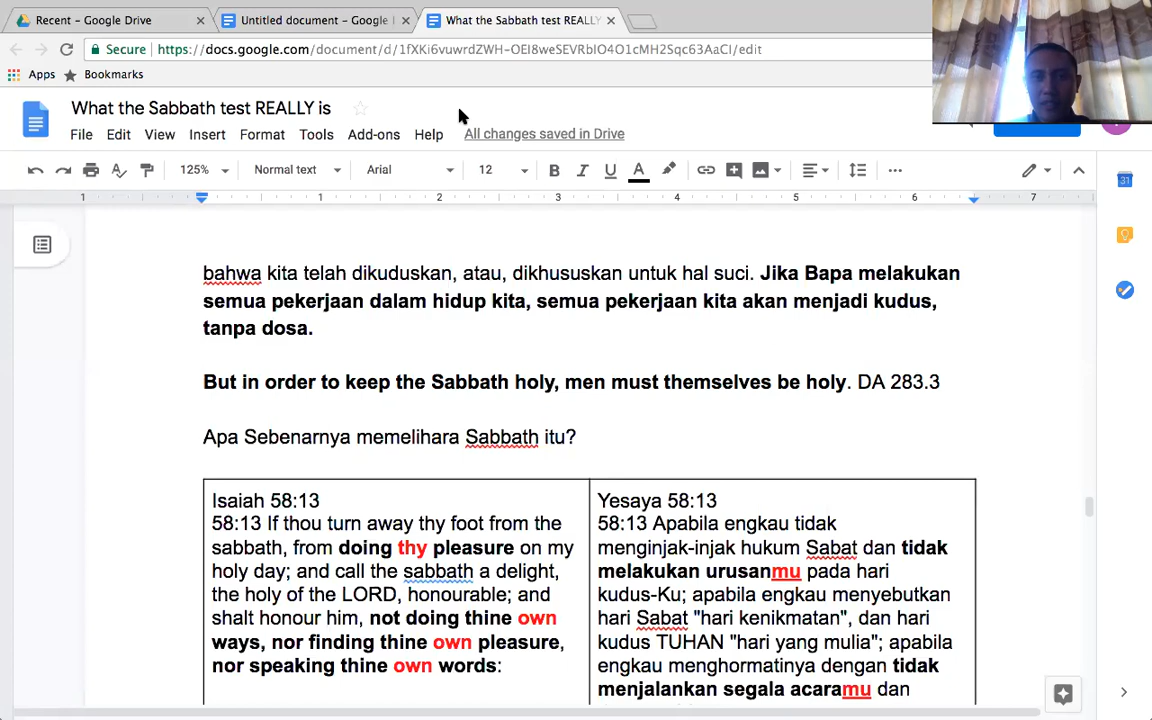 Recent – Google Drive
Untitled document – Google
What the Sabbath test REALLY
Secure
https://docs.google.com/document/d/1fXKi6vuwrdZWH-OEI8weSEVRbIO4O1cMH2Sqc63AaCI/edit
Apps
Bookmarks
What the Sabbath test REALLY is
File Edit View Insert Format Tools Add-ons Help All changes saved in Drive
125% Normal text Arial 12 B I U A
1 1 2 3 4 5 6 7
31
bahwa kita telah dikuduskan, atau, dikhususkan untuk hal suci. Jika Bapa melakukan
semua pekerjaan dalam hidup kita, semua pekerjaan kita akan menjadi kudus,
tanpa dosa.
But in order to keep the Sabbath holy, men must themselves be holy. DA 283.3
Apa Sebenarnya memelihara Sabbath itu?
Isaiah 58:13
58:13 If thou turn away thy foot from the
sabbath, from doing thy pleasure on my
holy day; and call the sabbath a delight,
the holy of the LORD, honourable; and
shalt honour him, not doing thine own
ways, nor finding thine own pleasure,
nor speaking thine own words:
Yesaya 58:13
58:13 Apabila engkau tidak
menginjak-injak hukum Sabat dan tidak
melakukan urusanmu pada hari
kudus-Ku; apabila engkau menyebutkan
hari Sabat "hari kenikmatan", dan hari
kudus TUHAN "hari yang mulia"; apabila
engkau menghormatinya dengan tidak
menjalankan segala acaramu dan